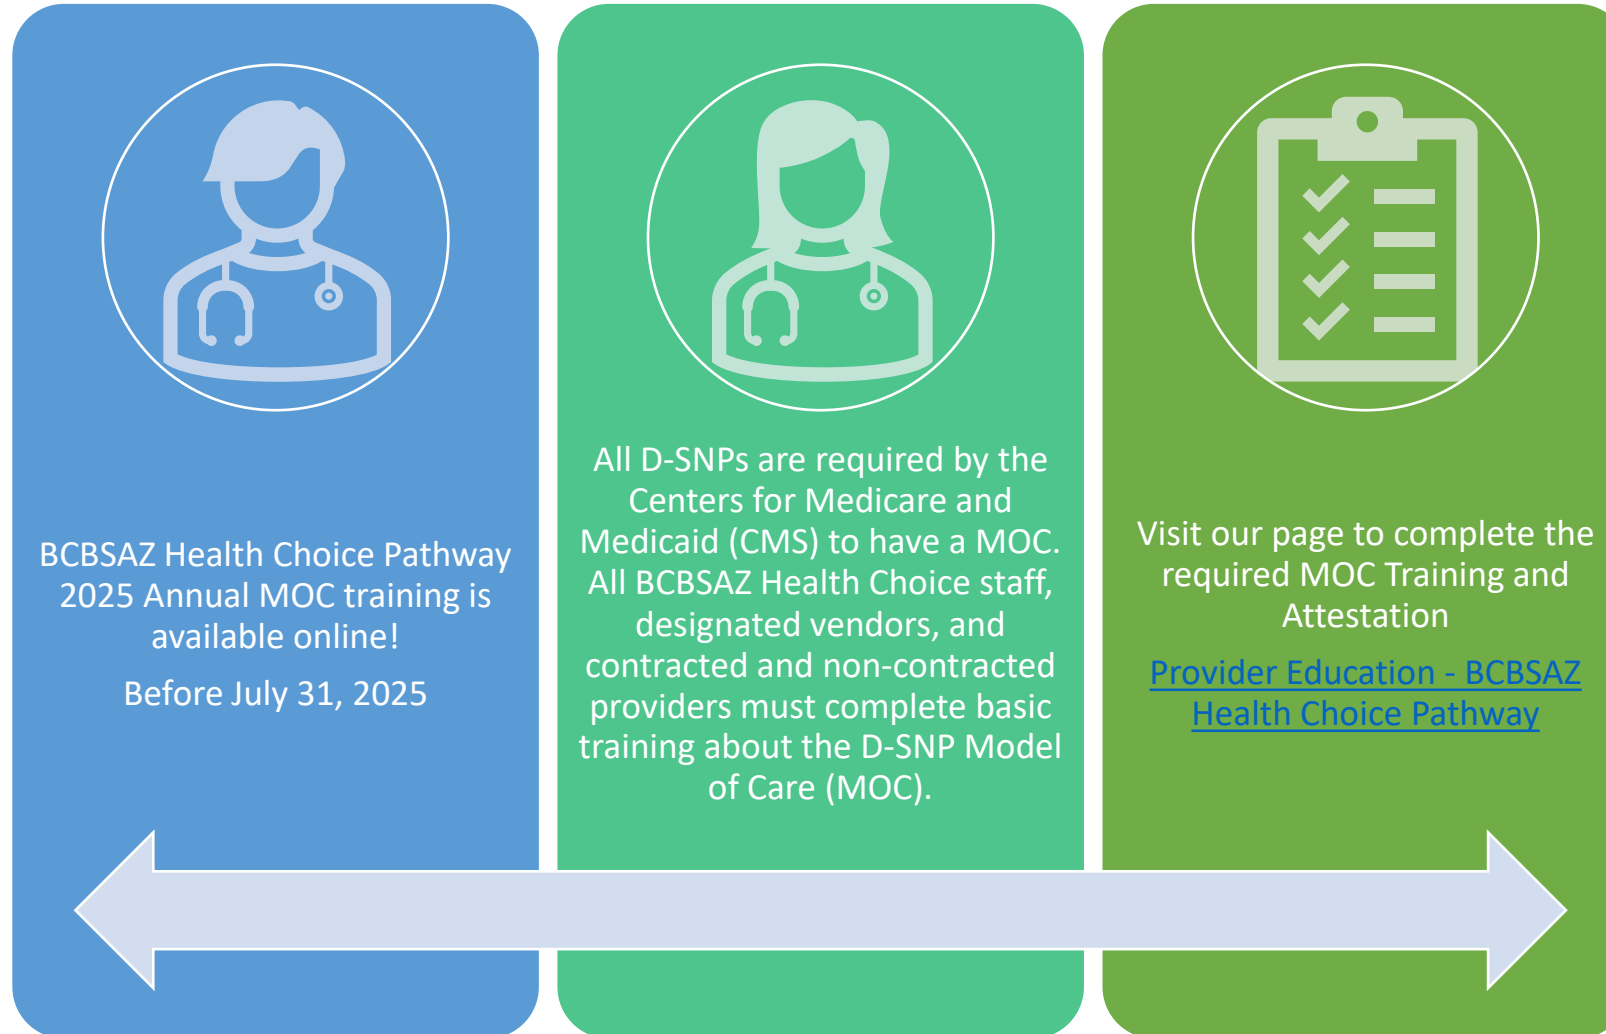 BCBSAZ Health Choice Pathway
2025 Annual MOC training is
available online!
Before July 31, 2025
All D-SNPs are required by the
Centers for Medicare and
Medicaid (CMS) to have a MOC.
All BCBSAZ Health Choice staff,
designated vendors, and
contracted and non-contracted
providers must complete basic
training about the D-SNP Model
of Care (MOC).
Visit our page to complete the
required MOC Training and
Attestation
Provider Education - BCBSAZ
Health Choice Pathway